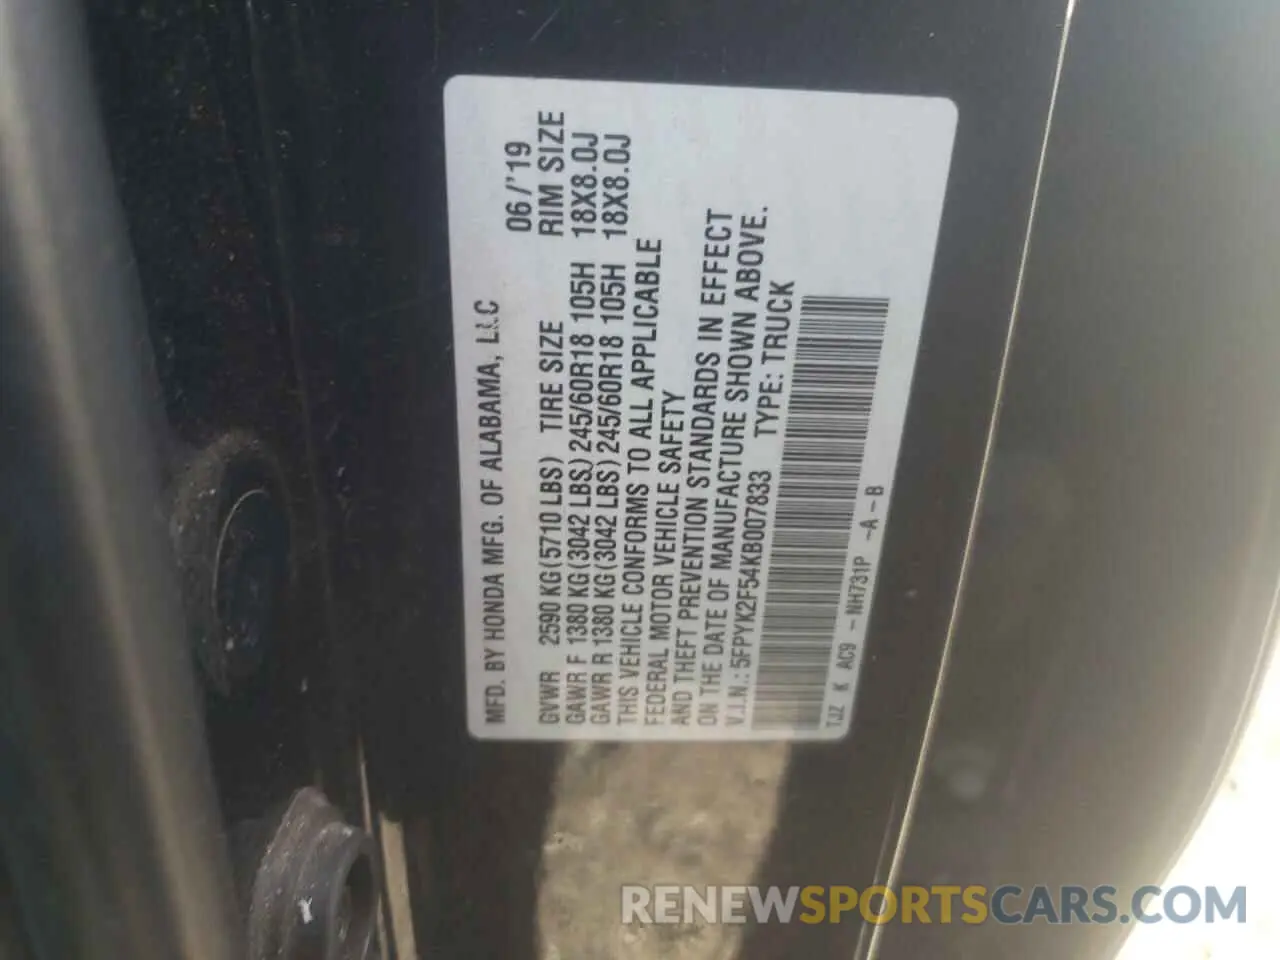 MFD. BY HONDA MFG. OF ALABAMA, LLC
06/'19
GVWR 2590 KG(5710 LBS) TIRE SIZE RIM SIZE
GAWR F 1380 KG(3042 LBS) 245/60R18 105H 18X8.0J
GAWR R 1380 KG(3042 LBS) 245/60R18 105H 18X8.0J
THIS VEHICLE CONFORMS TO ALL APPLICABLE
FEDERAL MOTOR VEHICLE SAFETY
AND THEFT PREVENTION STANDARDS IN EFFECT
ON THE DATE OF MANUFACTURE SHOWN ABOVE.
V.I.N.: 5FPYK2F54KB007833 TYPE: TRUCK
TJZ K AC9 -NH731P -A-B
RENEWSPORTSCARS.COM